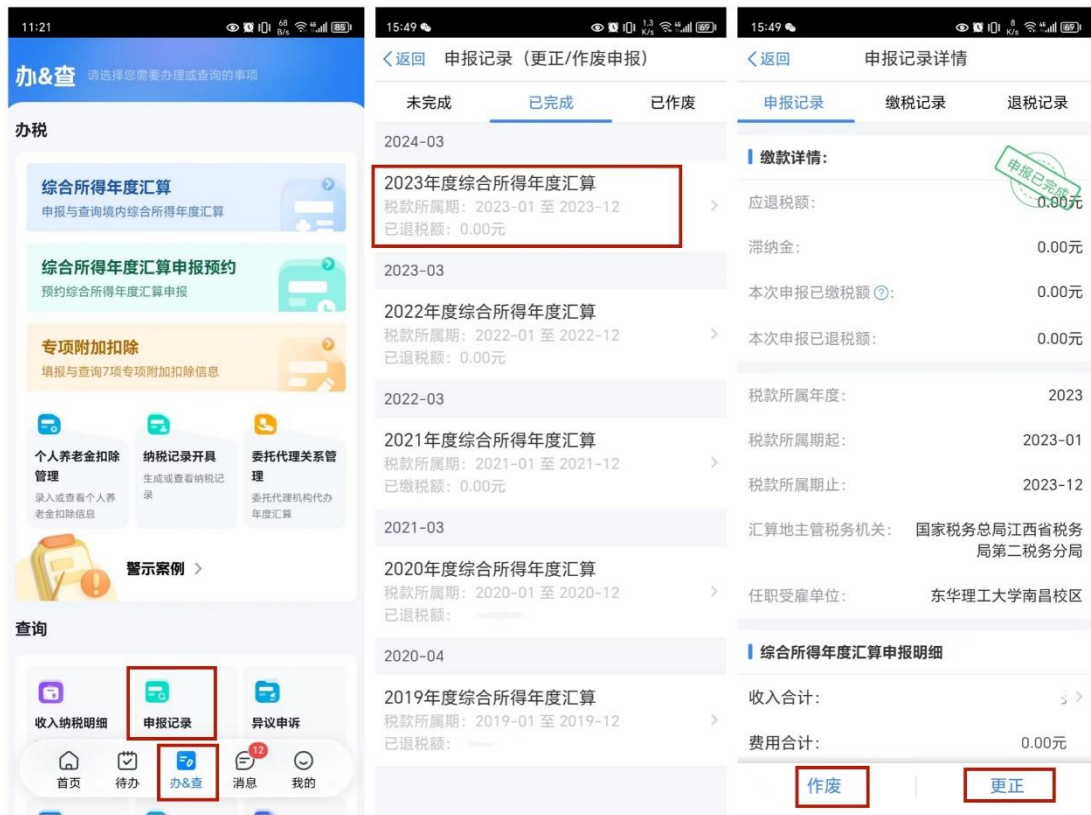 11:21
68 B/s
85
办&查 请选择您需要办理或查询的事项
办税
综合所得年度汇算
申报与查询境内综合所得年度汇算
综合所得年度汇算申报预约
预约综合所得年度汇算申报
专项附加扣除
填报与查询7项专项附加扣除信息
个人养老金扣除管理
录入或查看个人养老金扣除信息
纳税记录开具
生成或查看纳税记录
委托代理关系管理
委托代理机构代办年度汇算
警示案例
查询
收入纳税明细
申报记录
异议申诉
12
首页
待办
办&查
消息
我的
15:49
1.3 K/s
69
返回
申报记录（更正/作废申报）
未完成
已完成
已作废
2024-03
2023年度综合所得年度汇算
税款所属期：2023-01 至 2023-12
已退税额：0.00元
2023-03
2022年度综合所得年度汇算
税款所属期：2022-01 至 2022-12
已退税额：0.00元
2022-03
2021年度综合所得年度汇算
税款所属期：2021-01 至 2021-12
已缴税额：0.00元
2021-03
2020年度综合所得年度汇算
税款所属期：2020-01 至 2020-12
已退税额：
2020-04
2019年度综合所得年度汇算
税款所属期：2019-01 至 2019-12
已退税额：
15:49
8 K/s
69
返回
申报记录详情
申报记录
缴税记录
退税记录
缴款详情：
申报已完成
应退税额： 0.00元
滞纳金： 0.00元
本次申报已缴税额?： 0.00元
本次申报已退税额： 0.00元
税款所属年度： 2023
税款所属期起： 2023-01
税款所属期止： 2023-12
汇算地主管税务机关： 国家税务总局江西省税务
局第二税务分局
任职受雇单位： 东华理工大学南昌校区
综合所得年度汇算申报明细
收入合计：
费用合计： 0.00元
作废
更正